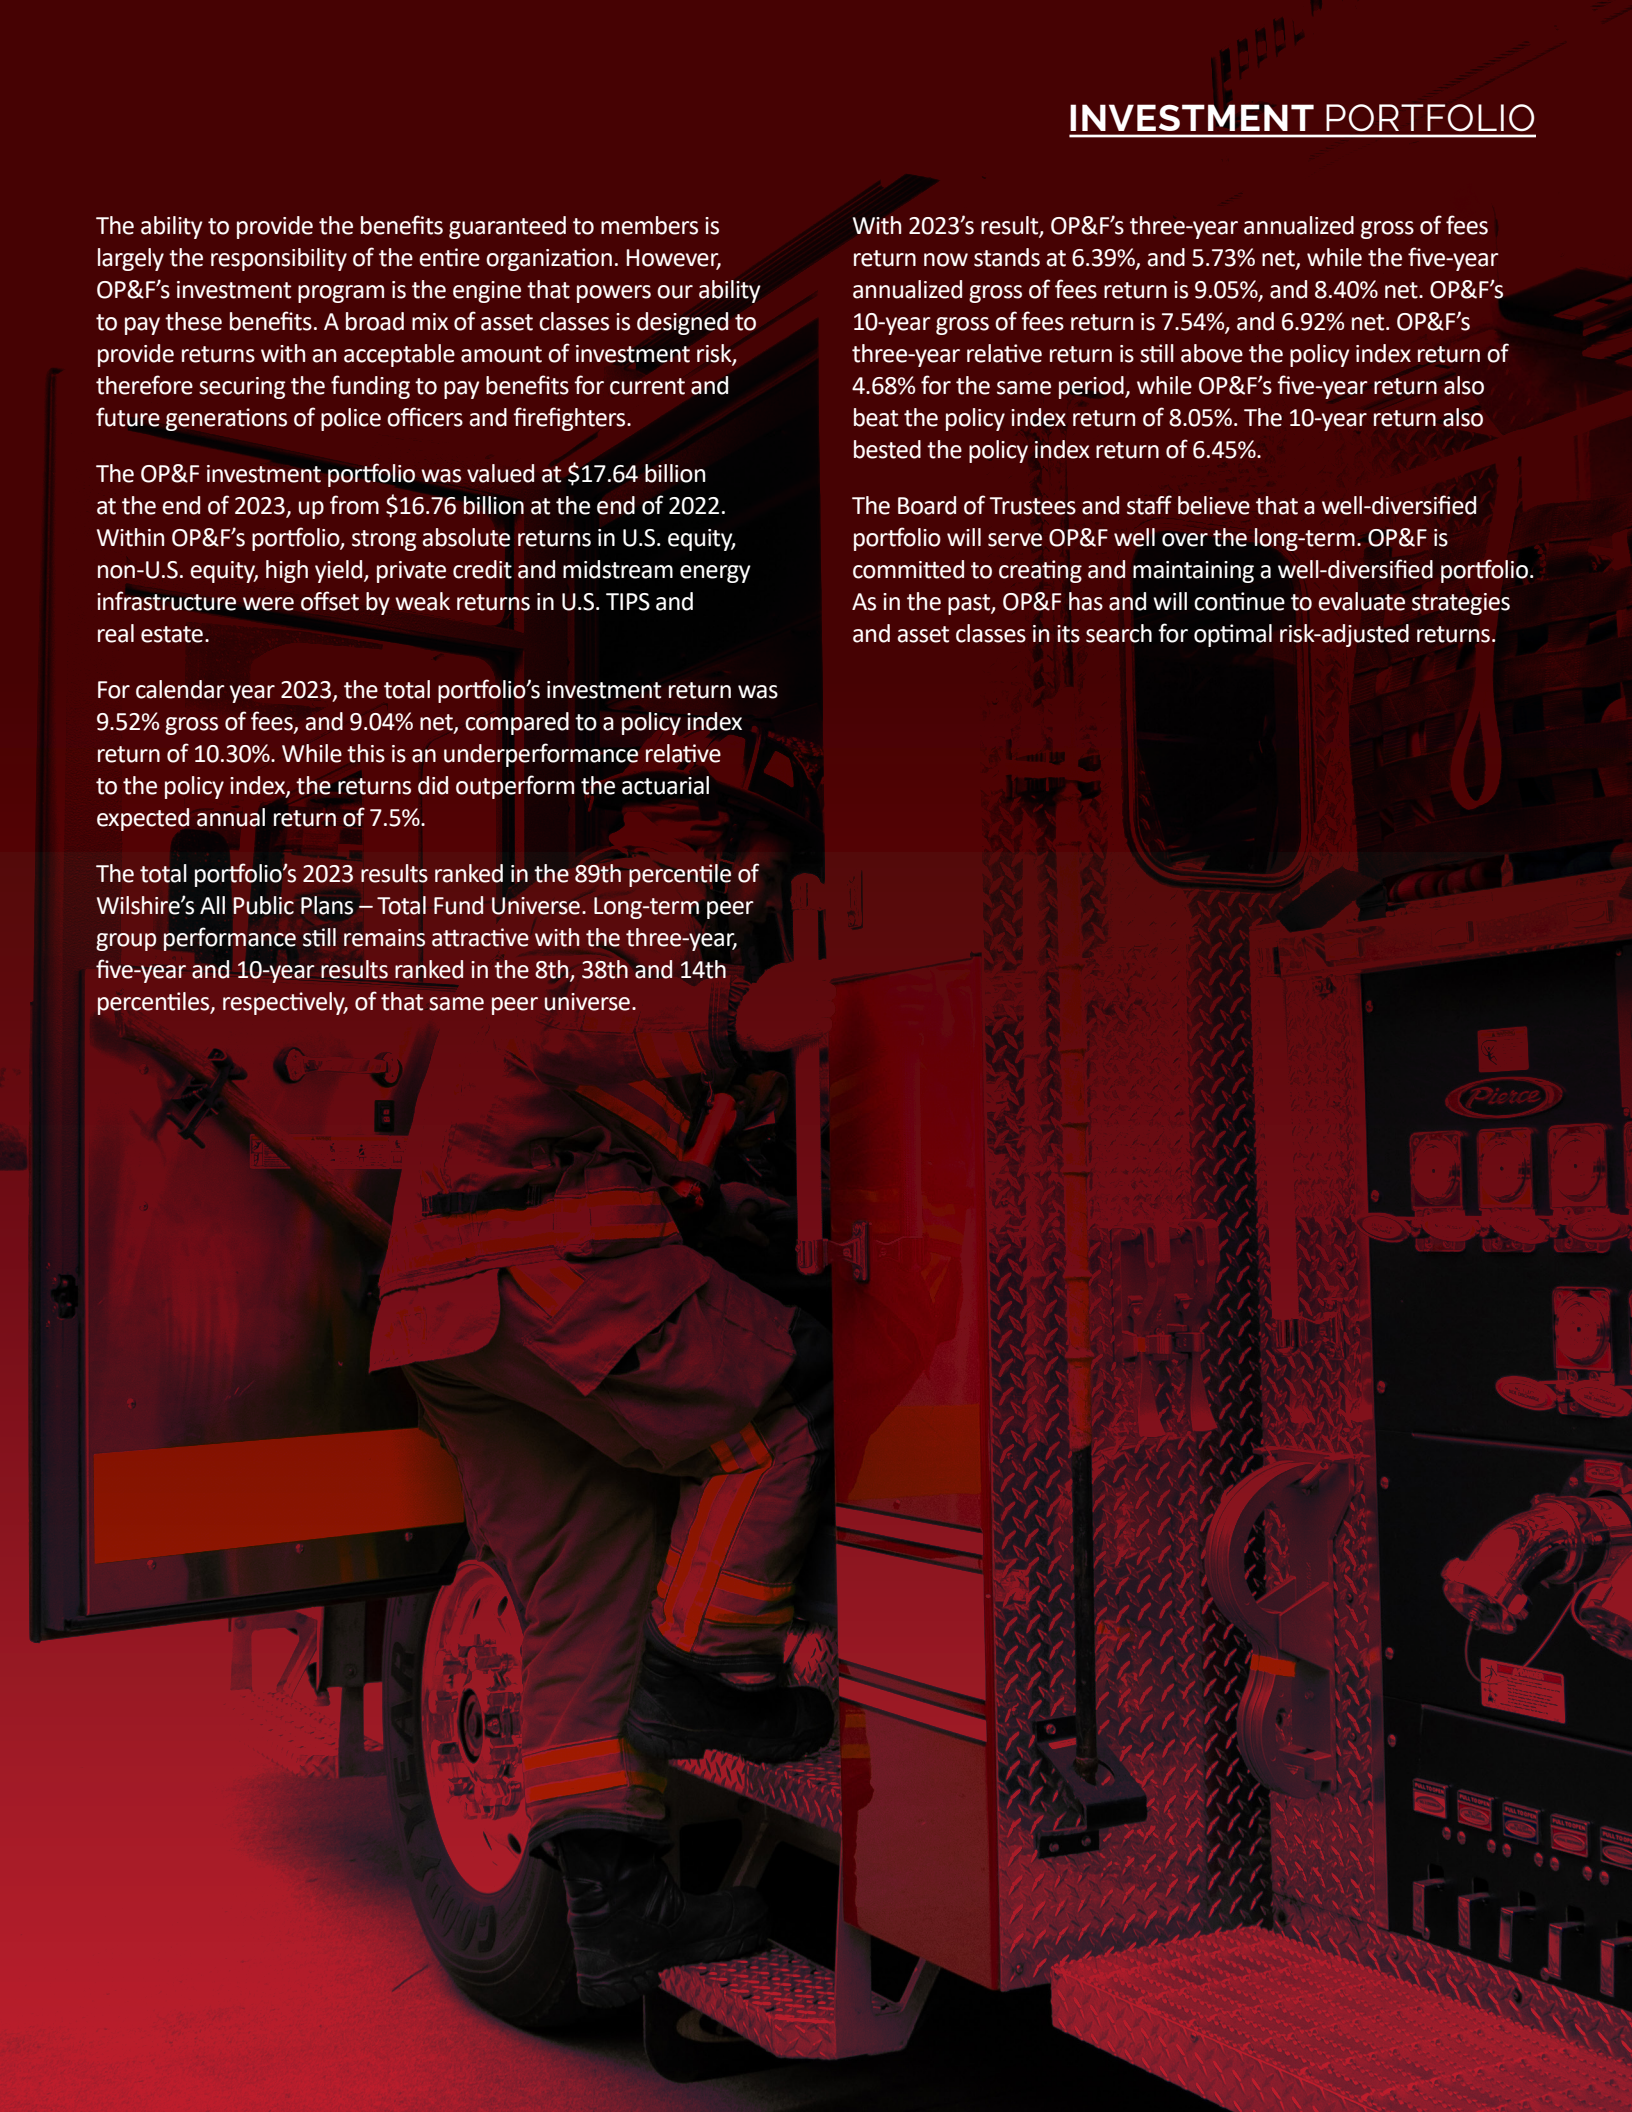 INVESTMENT PORTFOLIO
The ability to provide the benefits guaranteed to members is
largely the responsibility of the entire organization. However,
OP&F's investment program is the engine that powers our ability
to pay these benefits. A broad mix of asset classes is designed to
provide returns with an acceptable amount of investment risk,
therefore securing the funding to pay benefits for current and
future generations of police officers and firefighters.
The OP&F investment portfolio was valued at $17.64 billion
at the end of 2023, up from $16.76 billion at the end of 2022.
Within OP&F's portfolio, strong absolute returns in U.S. equity,
non-U.S. equity, high yield, private credit and midstream energy
infrastructure were offset by weak returns in U.S. TIPS and
real estate.
For calendar year 2023, the total portfolio's investment return was
9.52% gross of fees, and 9.04% net, compared to a policy index
return of 10.30%. While this is an underperformance relative
to the policy index, the returns did outperform the actuarial
expected annual return of 7.5%.
The total portfolio's 2023 results ranked in the 89th percentile of
Wilshire's All Public Plans – Total Fund Universe. Long-term peer
group performance still remains attractive with the three-year,
five-year and 10-year results ranked in the 8th, 38th and 14th
percentiles, respectively, of that same peer universe.
With 2023's result, OP&F's three-year annualized gross of fees
return now stands at 6.39%, and 5.73% net, while the five-year
annualized gross of fees return is 9.05%, and 8.40% net. OP&F's
10-year gross of fees return is 7.54%, and 6.92% net. OP&F's
three-year relative return is still above the policy index return of
4.68% for the same period, while OP&F's five-year return also
beat the policy index return of 8.05%. The 10-year return also
bested the policy index return of 6.45%.
The Board of Trustees and staff believe that a well-diversified
portfolio will serve OP&F well over the long-term. OP&F is
committed to creating and maintaining a well-diversified portfolio.
As in the past, OP&F has and will continue to evaluate strategies
and asset classes in its search for optimal risk-adjusted returns.
Pierce